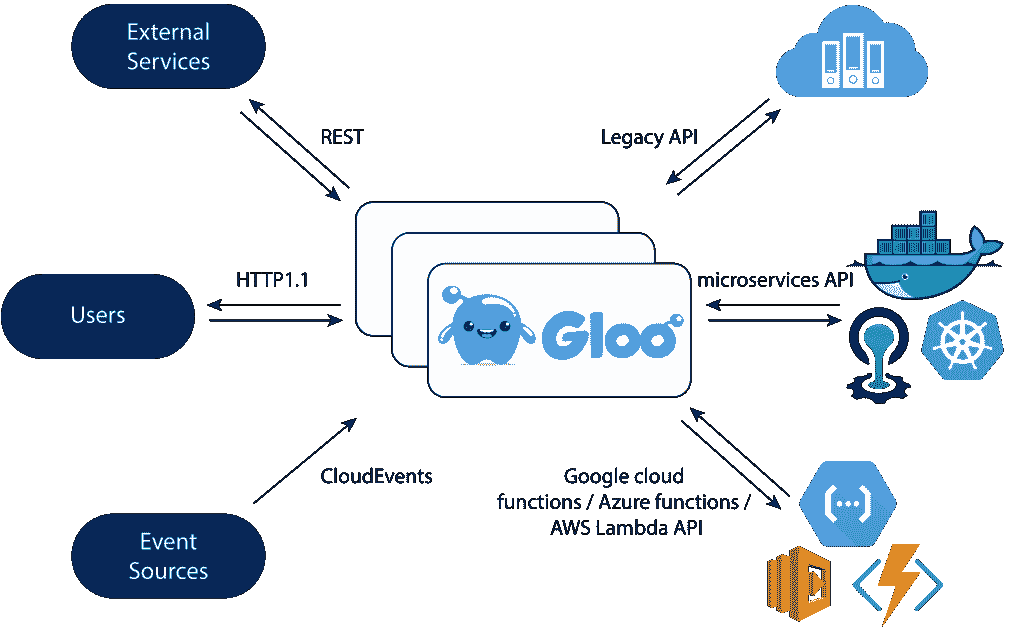 External
Services
REST
Legacy API
HTTP1.1
microservices API
Users
Gloo
CloudEvents
Google cloud
functions / Azure functions /
AWS Lambda API
Event
Sources